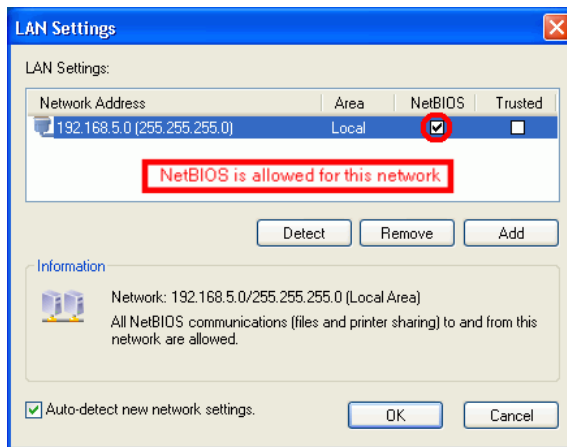 LAN Settings
LAN Settings:
Network Address Area NetBIOS Trusted
192.168.5.0 (255.255.255.0) Local
NetBIOS is allowed for this network
Detect Remove Add
Information
Network: 192.168.5.0/255.255.255.0 (Local Area)
All NetBIOS communications (files and printer sharing) to and from this
network are allowed.
Auto-detect new network settings.
OK Cancel